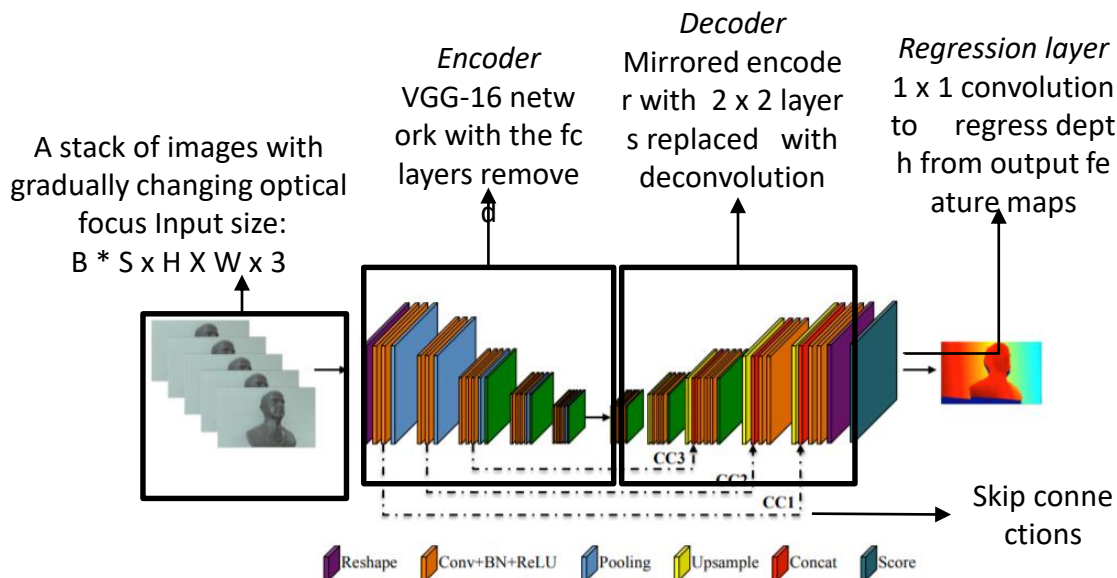 Encoder
VGG-16 netw
ork with the fc
layers remove
d
Decoder
Mirrored encode
r with 2 x 2 layer
s replaced with
deconvolution
Regression layer
1 x 1 convolution
to regress dept
h from output fe
ature maps
A stack of images with
gradually changing optical
focus Input size:
B * S x H X W x 3
CC3
CC2
CC1
Skip conne
ctions
Reshape
Conv+BN+ReLU
Pooling
Upsample
Concat
Score